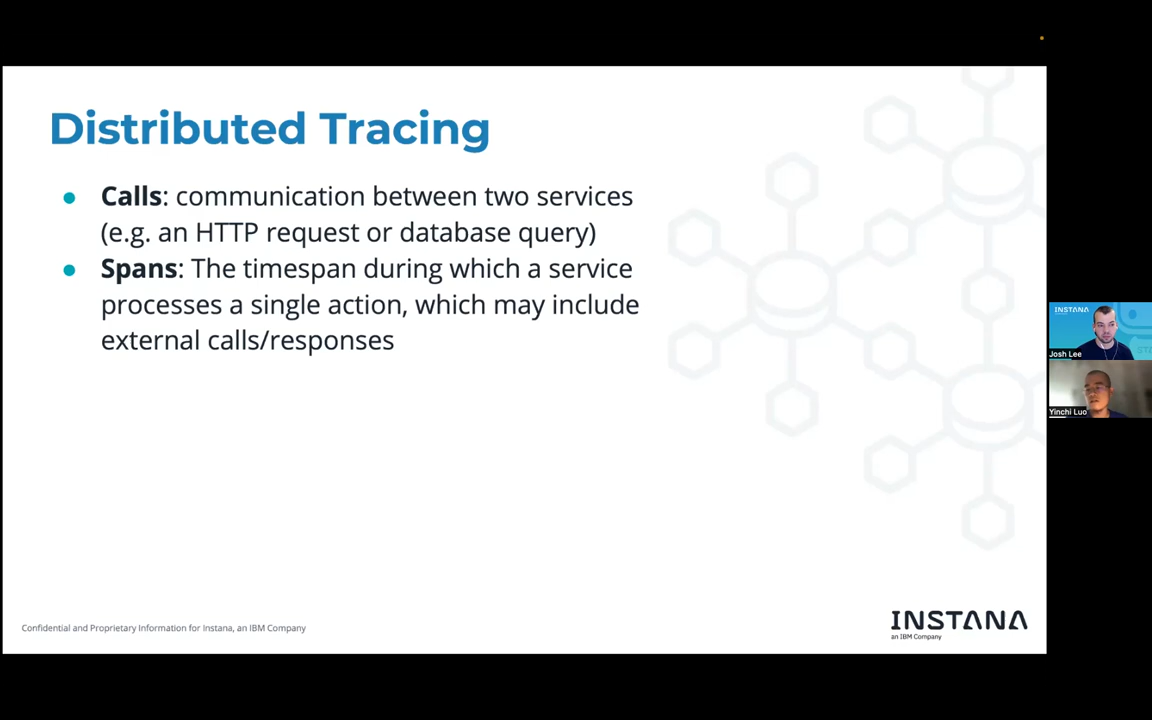 Distributed Tracing
● Calls: communication between two services
(e.g. an HTTP request or database query)
● Spans: The timespan during which a service
processes a single action, which may include
external calls/responses
INSTANA
Josh Lee
Yinchi Luo
Confidential and Proprietary Information for Instana, an IBM Company
INSTANA
an IBM Company